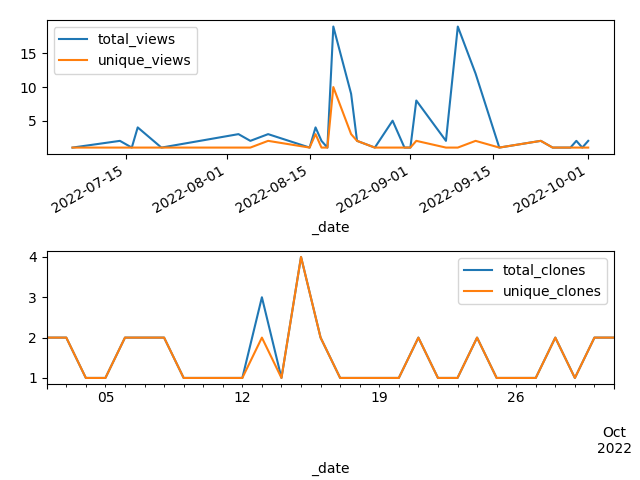 total_views
unique_views
15
10
5
2022-07-15
2022-08-01
2022-08-15
2022-09-01
2022-09-15
2022-10-01
_date
total_clones
unique_clones
4
3
2
1
05
12
19
26
Oct
2022
_date